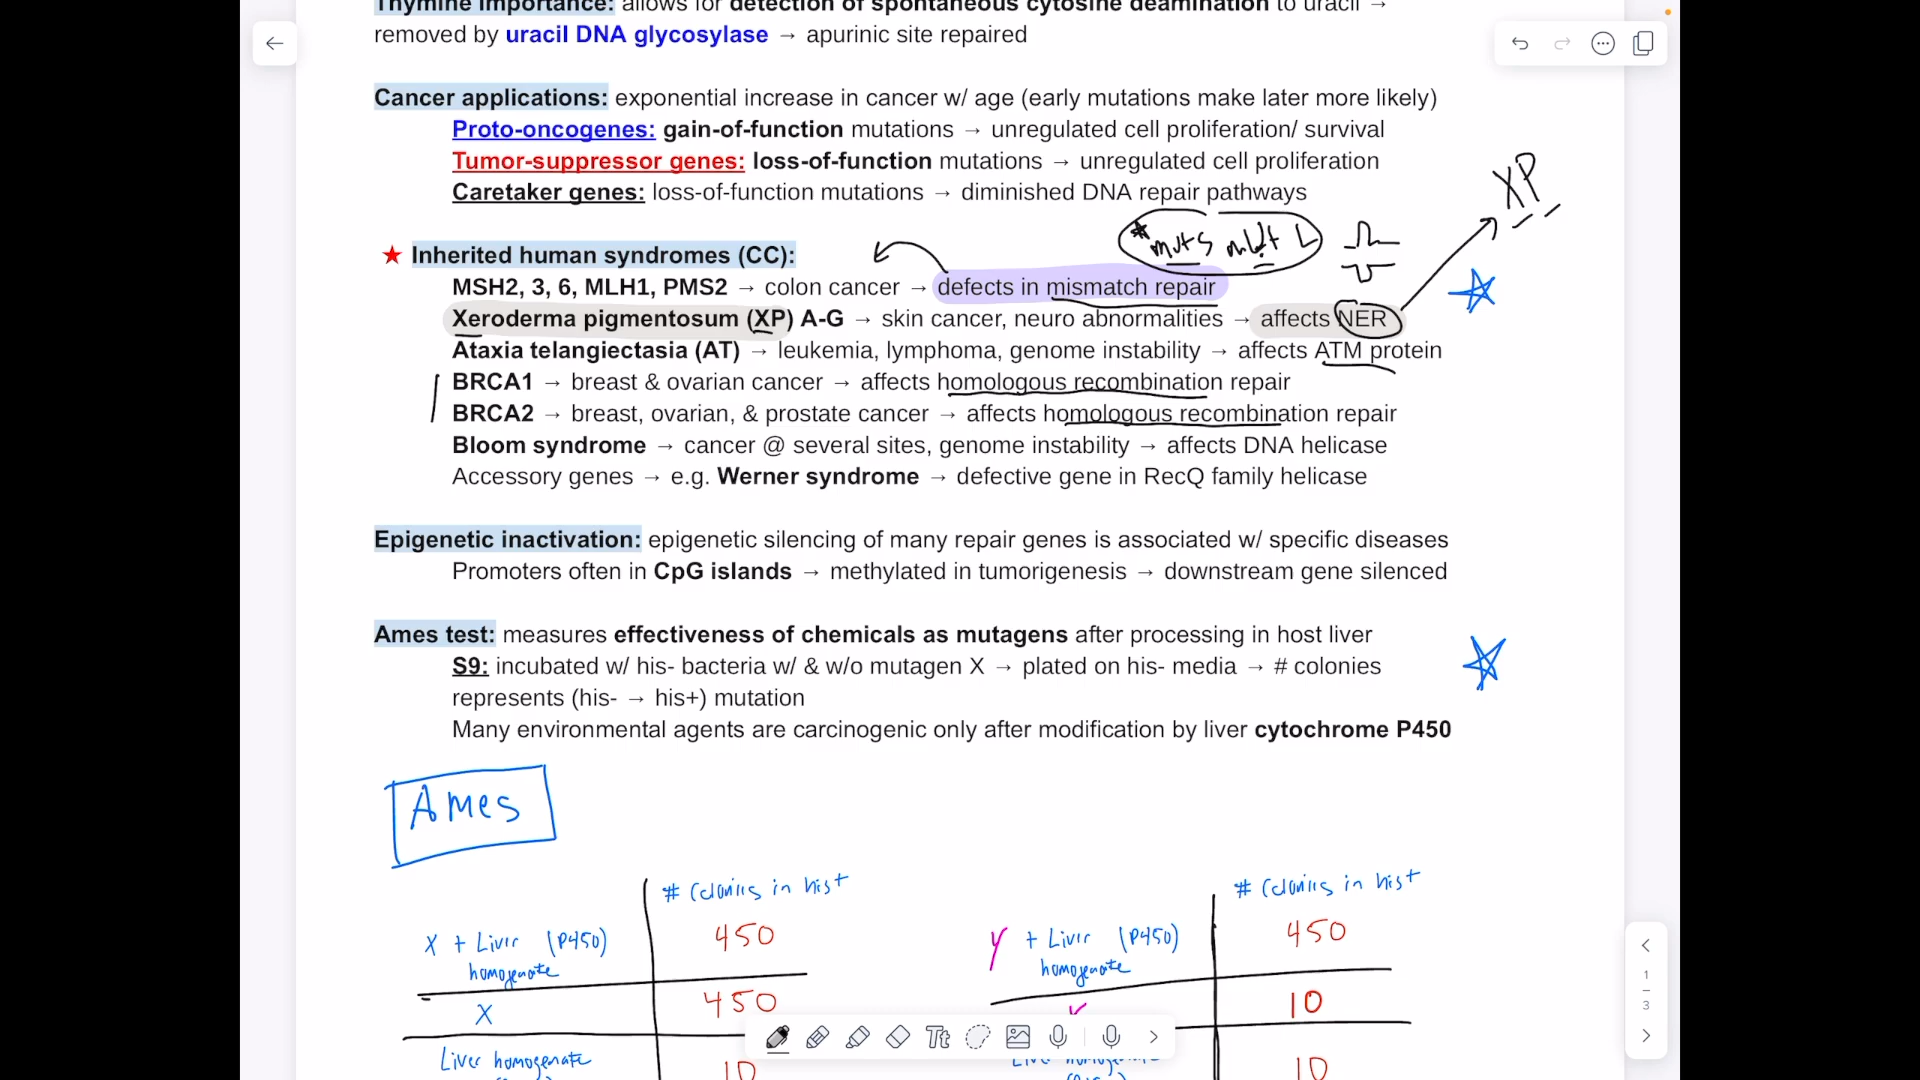 Thymine importance: allows for detection of spontaneous cytosine deamination to uracil →
removed by uracil DNA glycosylase → apurinic site repaired
Cancer applications: exponential increase in cancer w/ age (early mutations make later more likely)
Proto-oncogenes: gain-of-function mutations → unregulated cell proliferation/ survival
Tumor-suppressor genes: loss-of-function mutations → unregulated cell proliferation
Caretaker genes: loss-of-function mutations → diminished DNA repair pathways
XP
* mutS mut L
★ Inherited human syndromes (CC):
MSH2, 3, 6, MLH1, PMS2 → colon cancer → defects in mismatch repair
Xeroderma pigmentosum (XP) A-G → skin cancer, neuro abnormalities → affects NER
Ataxia telangiectasia (AT) → leukemia, lymphoma, genome instability → affects ATM protein
BRCA1 → breast & ovarian cancer → affects homologous recombination repair
BRCA2 → breast, ovarian, & prostate cancer → affects homologous recombination repair
Bloom syndrome → cancer @ several sites, genome instability → affects DNA helicase
Accessory genes → e.g. Werner syndrome → defective gene in RecQ family helicase
Epigenetic inactivation: epigenetic silencing of many repair genes is associated w/ specific diseases
Promoters often in CpG islands → methylated in tumorigenesis → downstream gene silenced
Ames test: measures effectiveness of chemicals as mutagens after processing in host liver
S9: incubated w/ his- bacteria w/ & w/o mutagen X → plated on his- media → # colonies
represents (his- → his+) mutation
Many environmental agents are carcinogenic only after modification by liver cytochrome P450
Ames
# Colonies in his+
X + Liver (P450) 450
homogenate
X 450
Liver homogenate
10
# Colonies in his+
Y + Liver (P450) 450
homogenate
10
10
Tt
1
3